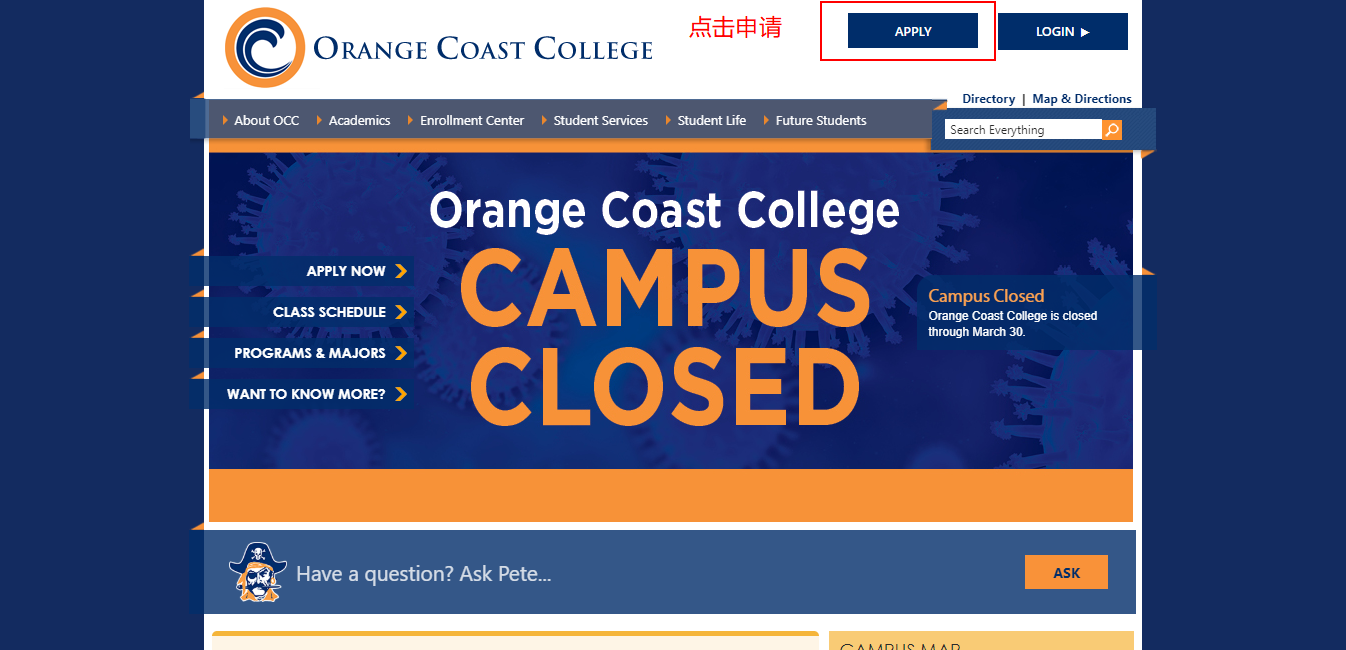 ORANGE COAST COLLEGE
点击申请
APPLY
LOGIN
Directory | Map & Directions
About OCC
Academics
Enrollment Center
Student Services
Student Life
Future Students
Search Everything
Orange Coast College
CAMPUS
CLOSED
APPLY NOW
CLASS SCHEDULE
PROGRAMS & MAJORS
WANT TO KNOW MORE?
Campus Closed
Orange Coast College is closed
through March 30.
Have a question? Ask Pete...
ASK
CAMPUS MAP